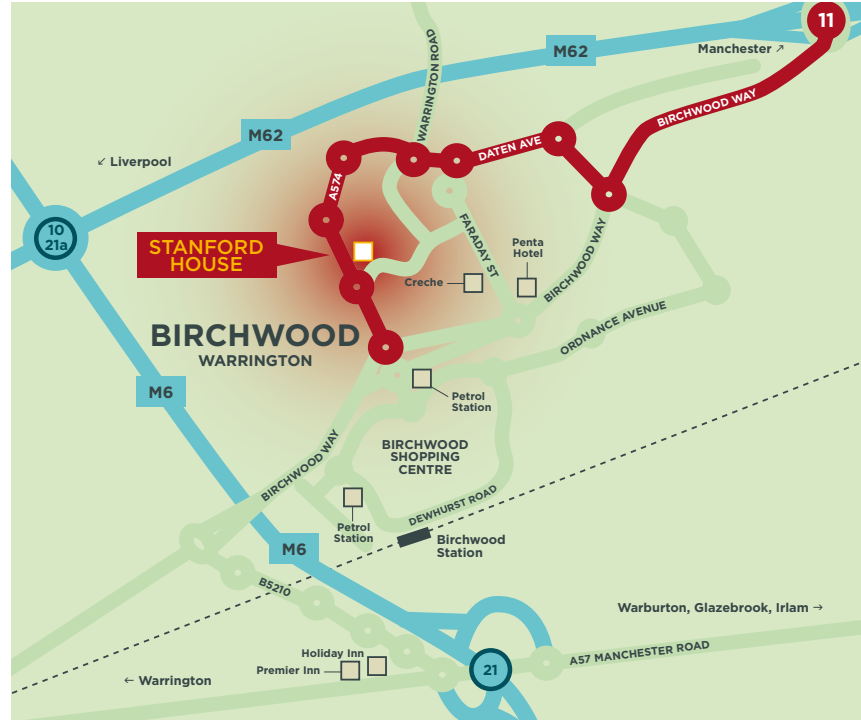 11
Manchester ↗
M62
WARRINGTON ROAD
BIRCHWOOD WAY
M62
DATEN AVE
↙ Liverpool
A574
10
21a
STANFORD
HOUSE
FARADAY ST
Penta
Hotel
Creche
BIRCHWOOD WAY
ORDNANCE AVENUE
BIRCHWOOD
WARRINGTON
M6
Petrol
Station
BIRCHWOOD
SHOPPING
CENTRE
BIRCHWOOD WAY
DEWHURST ROAD
Petrol
Station
Birchwood
Station
M6
B5210
Warburton, Glazebrook, Irlam →
Holiday Inn
Premier Inn
A57 MANCHESTER ROAD
21
← Warrington